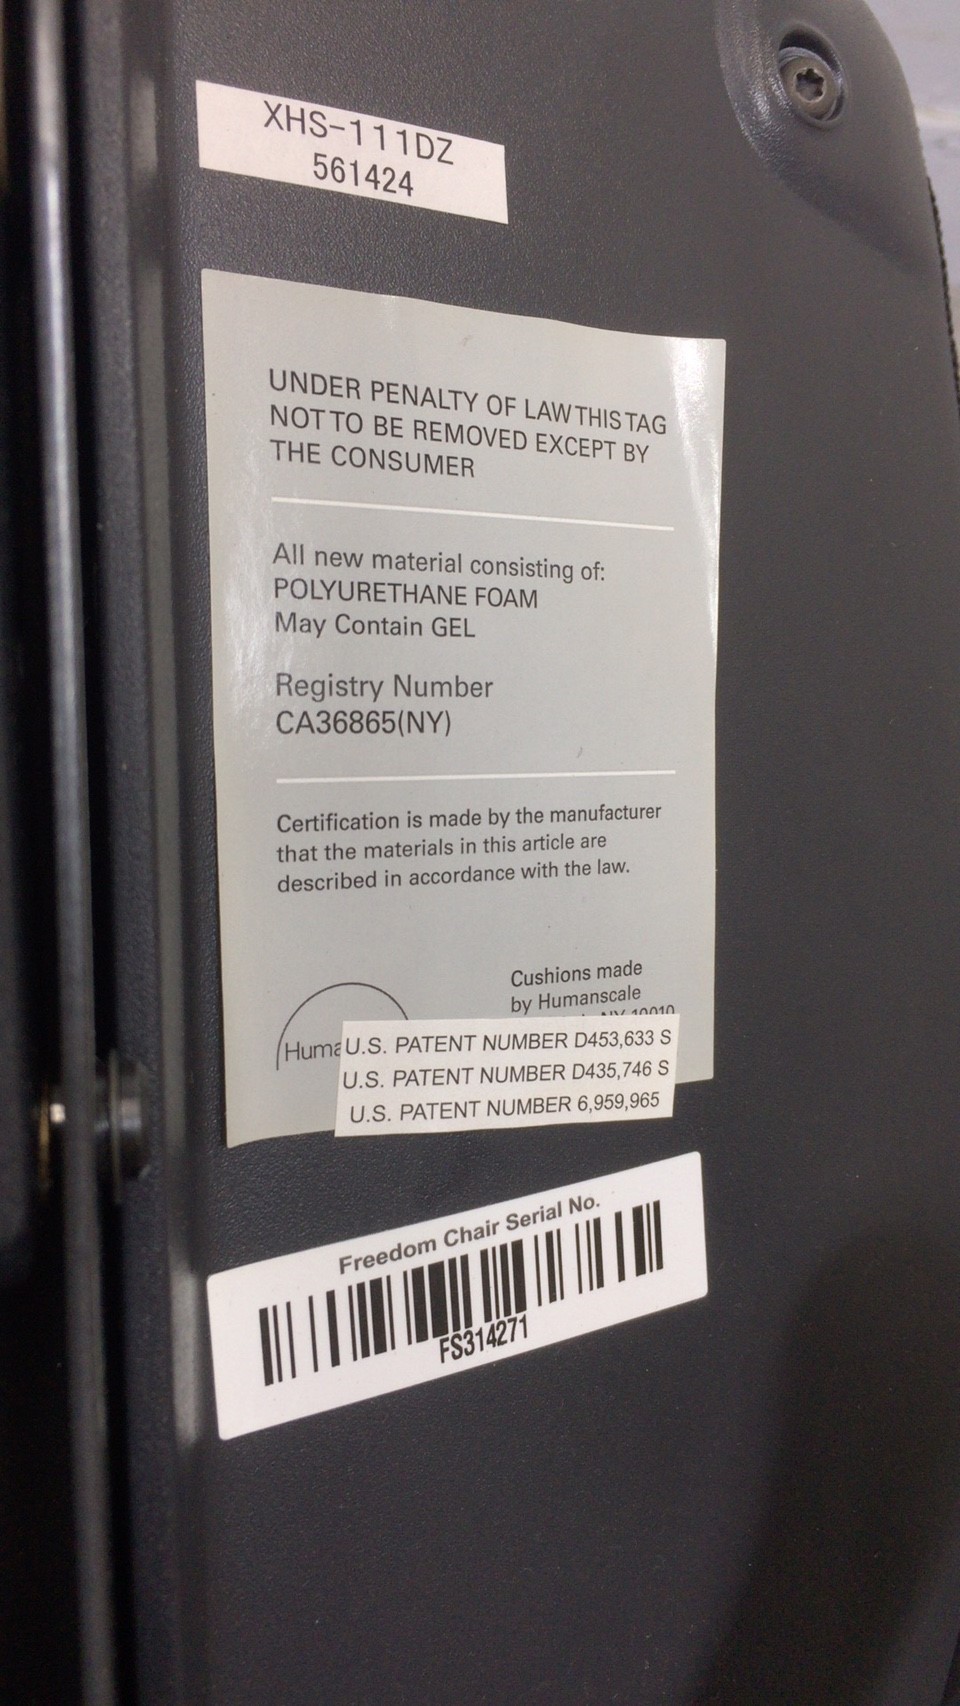 XHS-111DZ
561424
UNDER PENALTY OF LAW THIS TAG
NOT TO BE REMOVED EXCEPT BY
THE CONSUMER
All new material consisting of:
POLYURETHANE FOAM
May Contain GEL
Registry Number
CA36865(NY)
Certification is made by the manufacturer
that the materials in this article are
described in accordance with the law.
Cushions made
by Humanscale
NY 10010
Huma
U.S. PATENT NUMBER D453,633 S
U.S. PATENT NUMBER D435,746 S
U.S. PATENT NUMBER 6,959,965
Freedom Chair Serial No.
FS314271